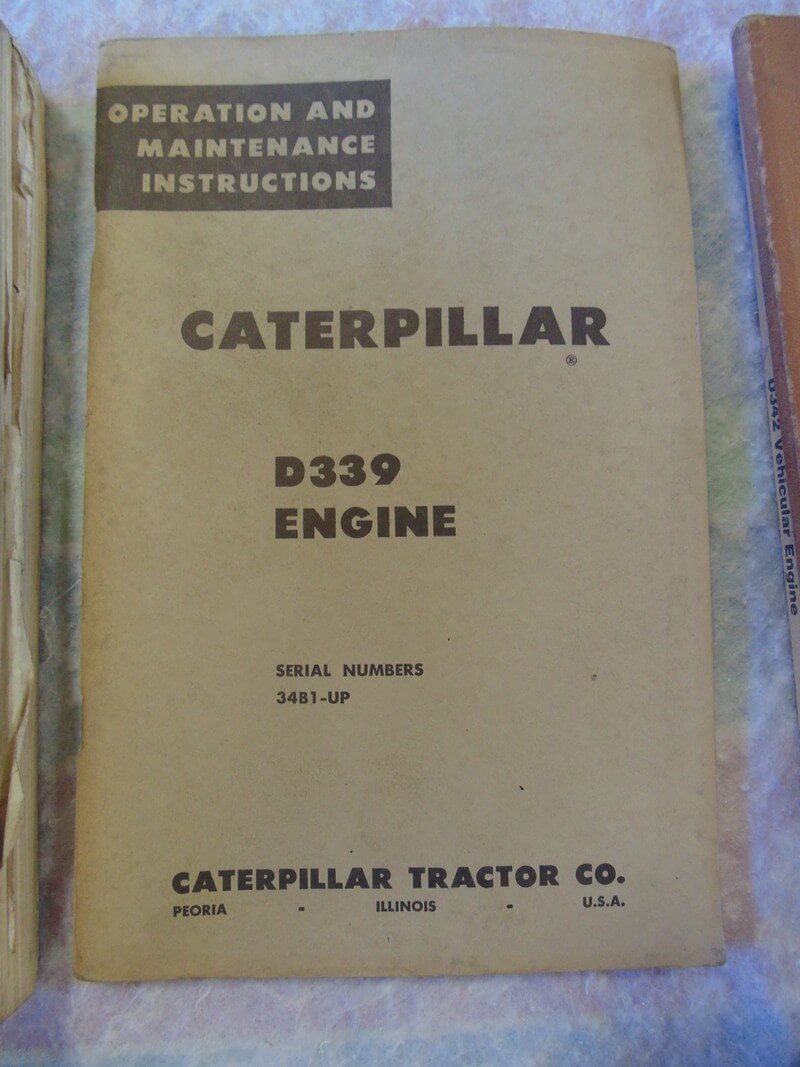 OPERATION AND
MAINTENANCE
INSTRUCTIONS
CATERPILLAR
®
D339
ENGINE
SERIAL NUMBERS
34B1-UP
CATERPILLAR TRACTOR CO.
PEORIA - ILLINOIS - U.S.A.
D342 Vehicular Engine